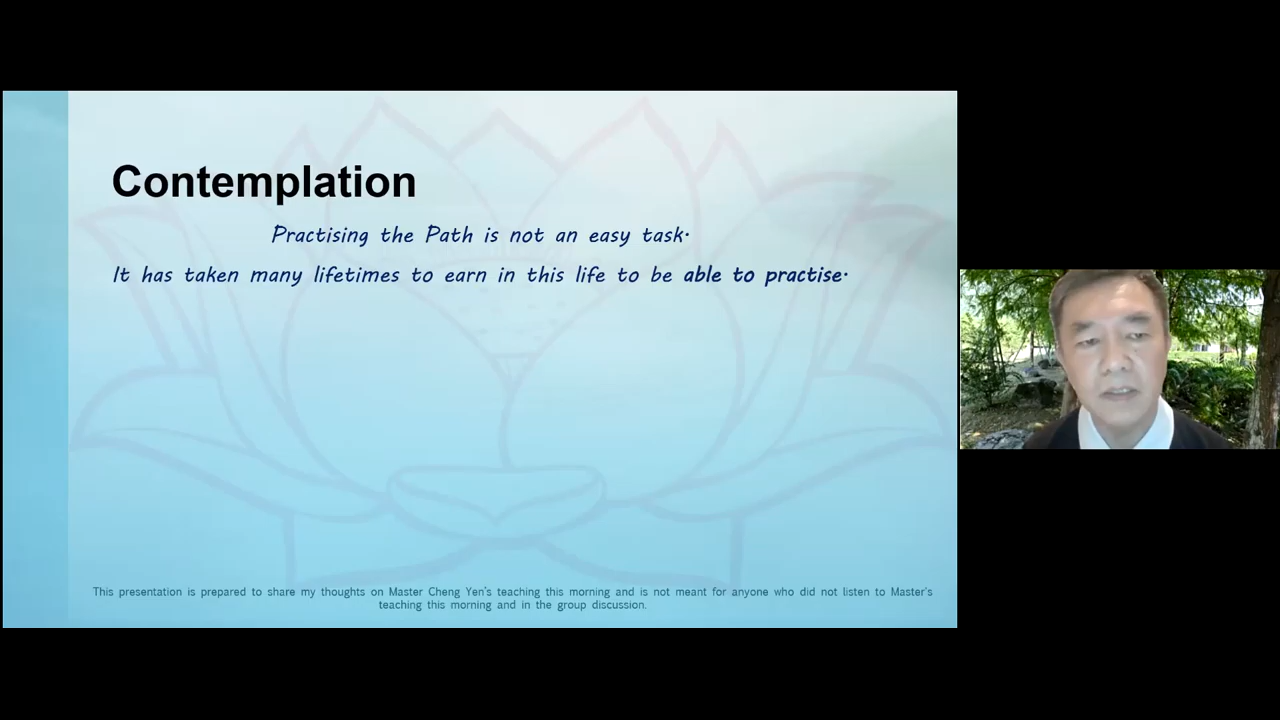 Contemplation
Practising the Path is not an easy task.
It has taken many lifetimes to earn in this life to be able to practise.
This presentation is prepared to share my thoughts on Master Cheng Yen's teaching this morning and is not meant for anyone who did not listen to Master's
teaching this morning and in the group discussion.